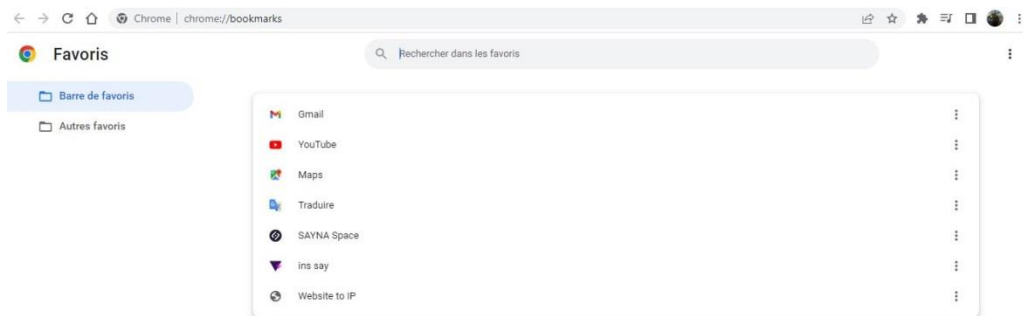 Chrome | chrome://bookmarks
Favoris
Rechercher dans les favoris
Barre de favoris
Autres favoris
Gmail
YouTube
Maps
Traduire
SAYNA Space
ins say
Website to IP